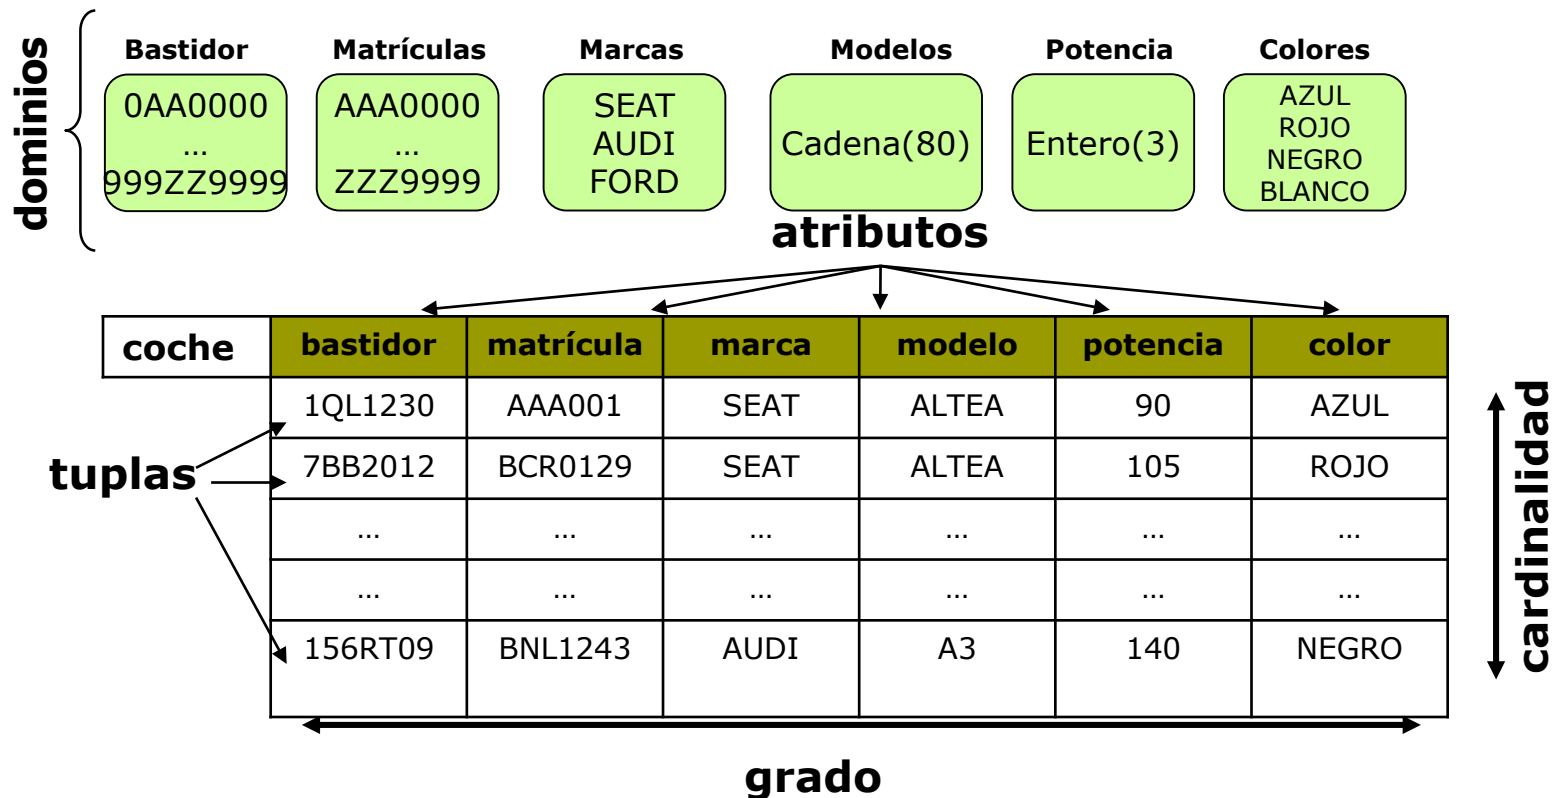 dominios
Bastidor Matrículas Marcas Modelos Potencia Colores
0AA0000
...
999ZZ9999
AAA0000
...
ZZZ9999
SEAT
AUDI
FORD
Cadena(80)
Entero(3)
AZUL
ROJO
NEGRO
BLANCO
atributos
coche bastidor matrícula marca modelo potencia color
1QL1230 AAA001 SEAT ALTEA 90 AZUL
tuplas
7BB2012 BCR0129 SEAT ALTEA 105 ROJO
... ... ... ... ... ...
... ... ... ... ... ...
156RT09 BNL1243 AUDI A3 140 NEGRO
cardinalidad
grado